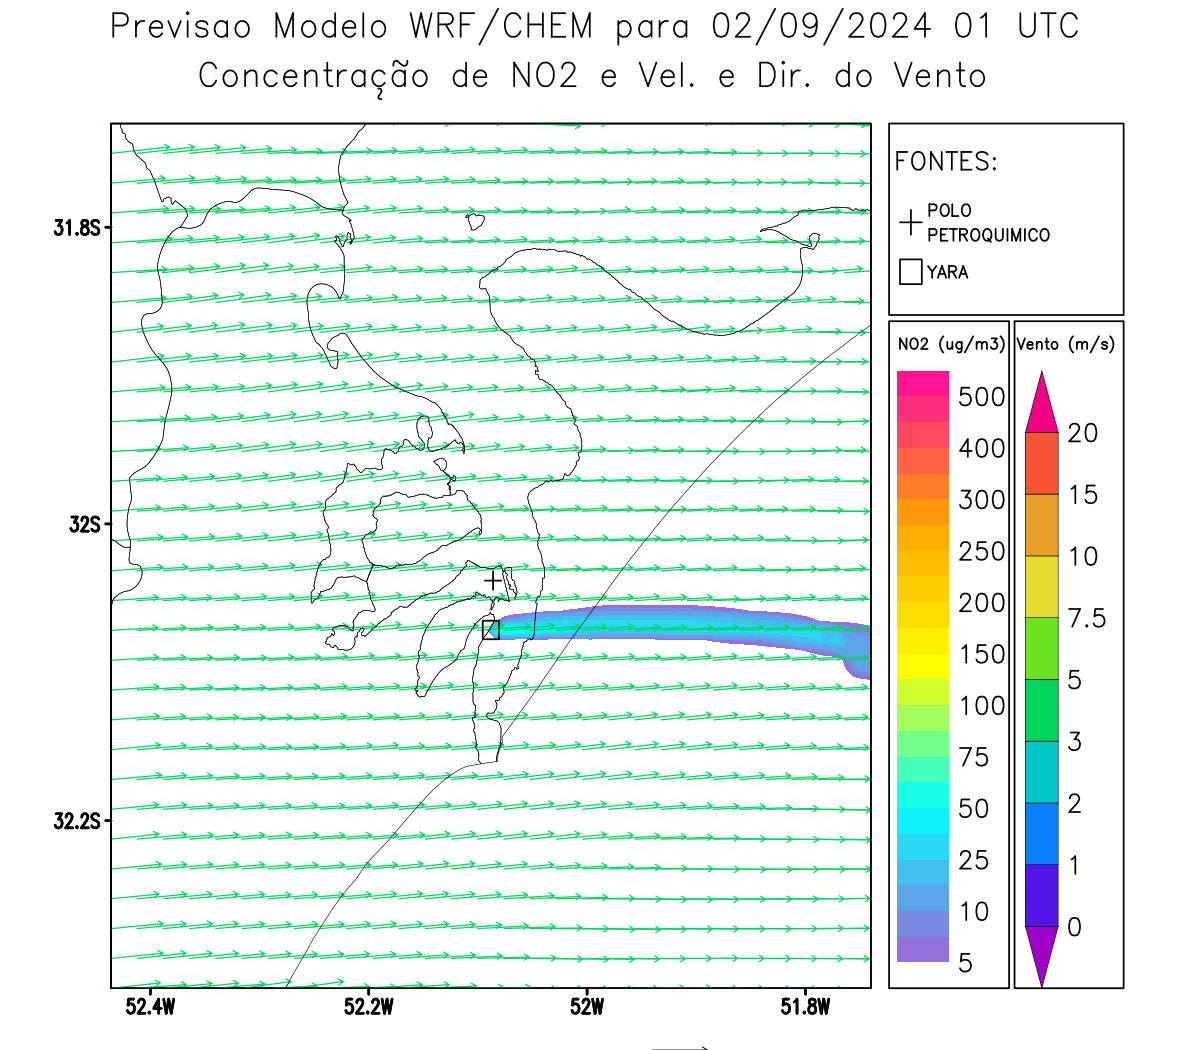 Previsao Modelo WRF/CHEM para 02/09/2024 01 UTC
Concentração de NO2 e Vel. e Dir. do Vento
FONTES:
POLO
PETROQUIMICO
YARA
NO2 (ug/m3)
500
400
300
250
200
150
100
75
50
25
10
5
Vento (m/s)
20
15
10
7.5
5
3
2
1
0
31.8S
32S
32.2S
52.4W
52.2W
52W
51.8W